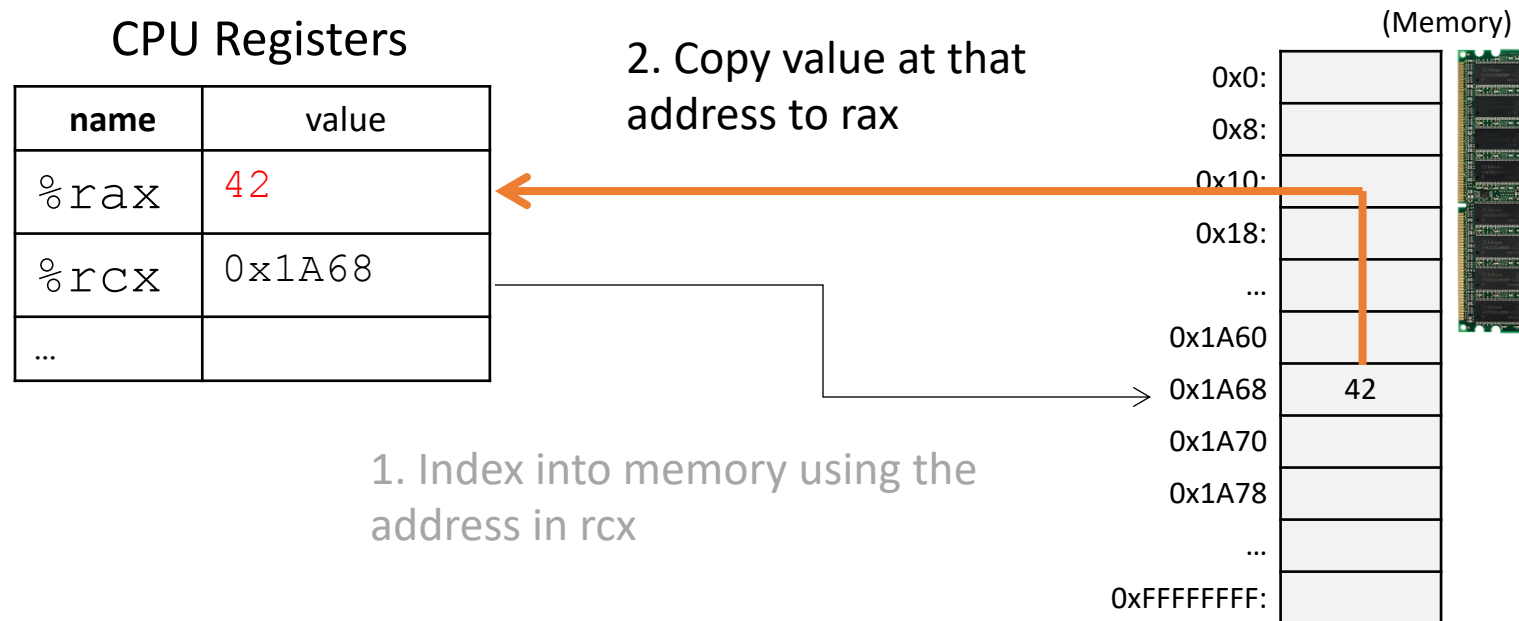 CPU Registers
name value
%rax 42
%rcx 0x1A68
...
2. Copy value at that
address to rax
1. Index into memory using the
address in rcx
(Memory)
0x0:
0x8:
0x10:
0x18:
...
0x1A60
0x1A68 42
0x1A70
0x1A78
...
0xFFFFFFFF: